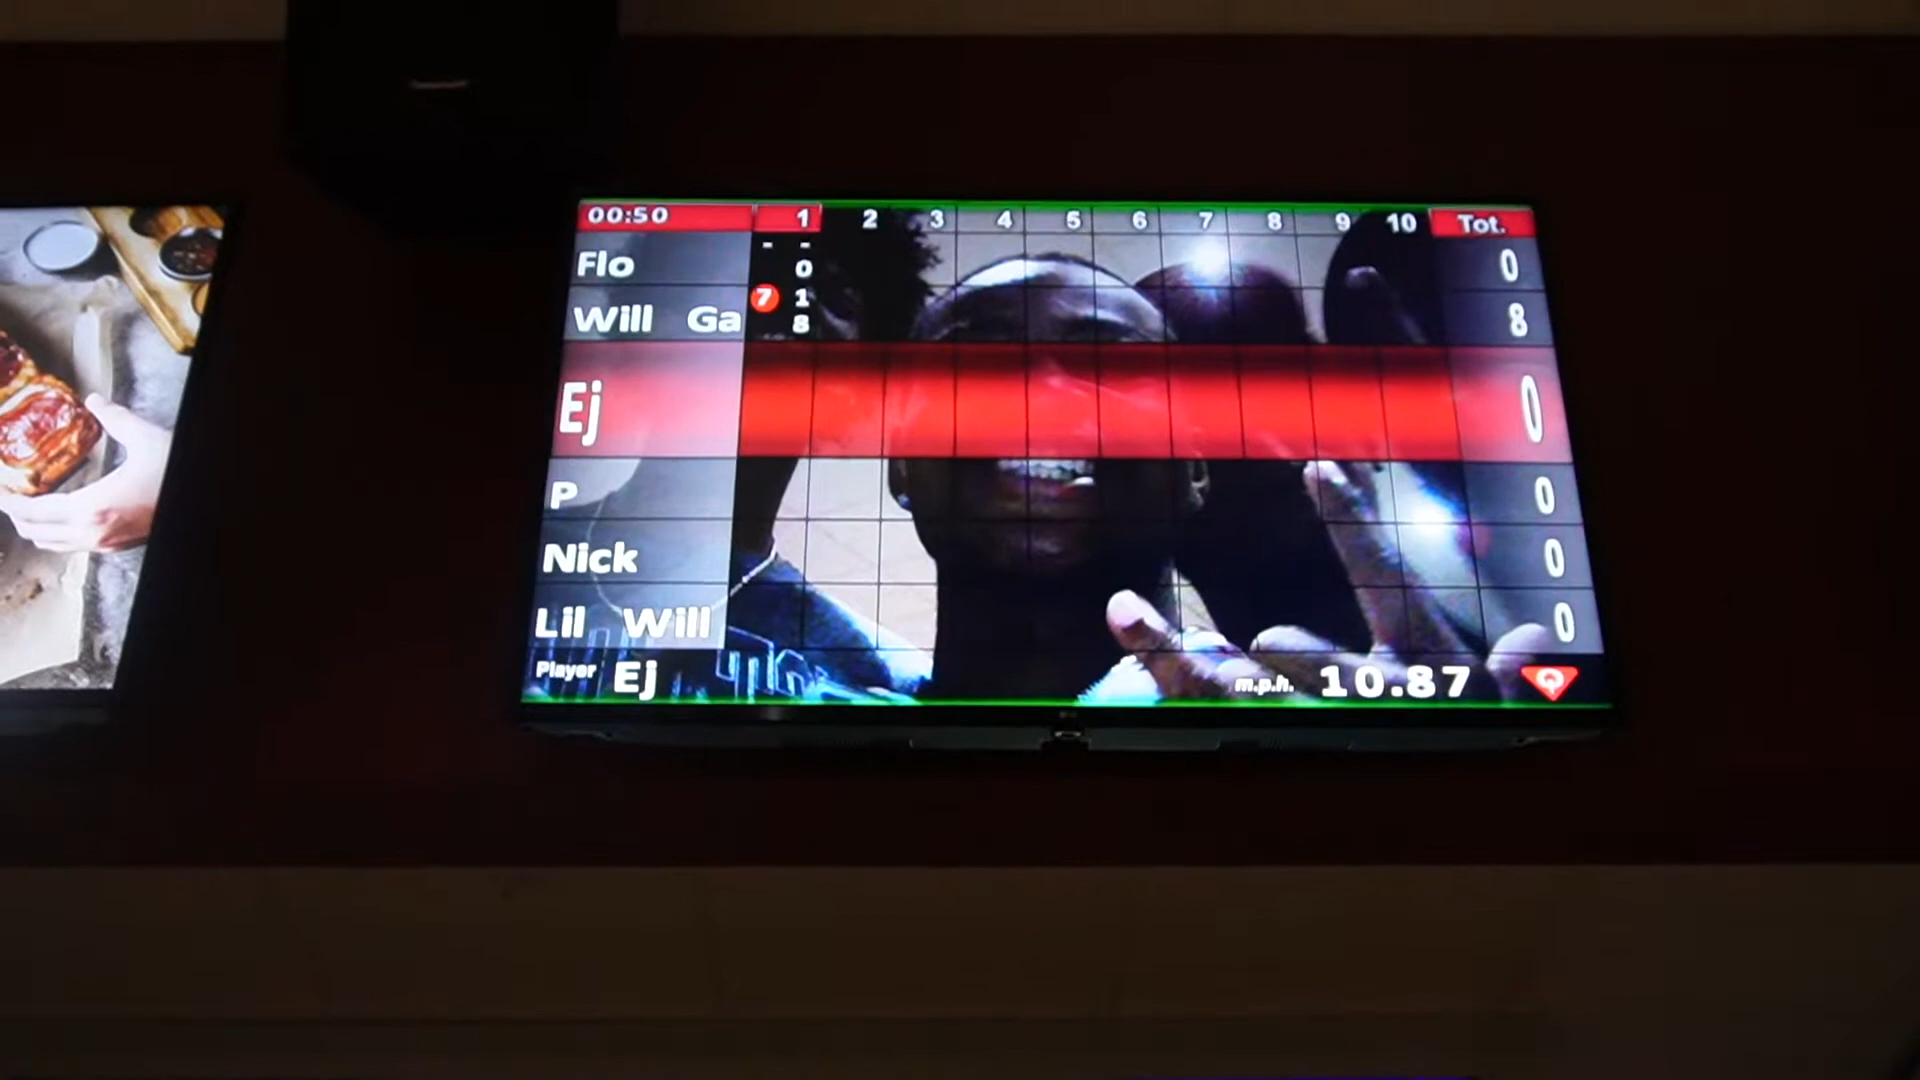 00:50 1 2 3 4 5 6 7 8 9 10 Tot.
- -
Flo 0 0
7 1
Will Ga 8 8
Ej 0
P 0
Nick 0
Lil Will 0
Player Ej m.p.h. 10.87 Q